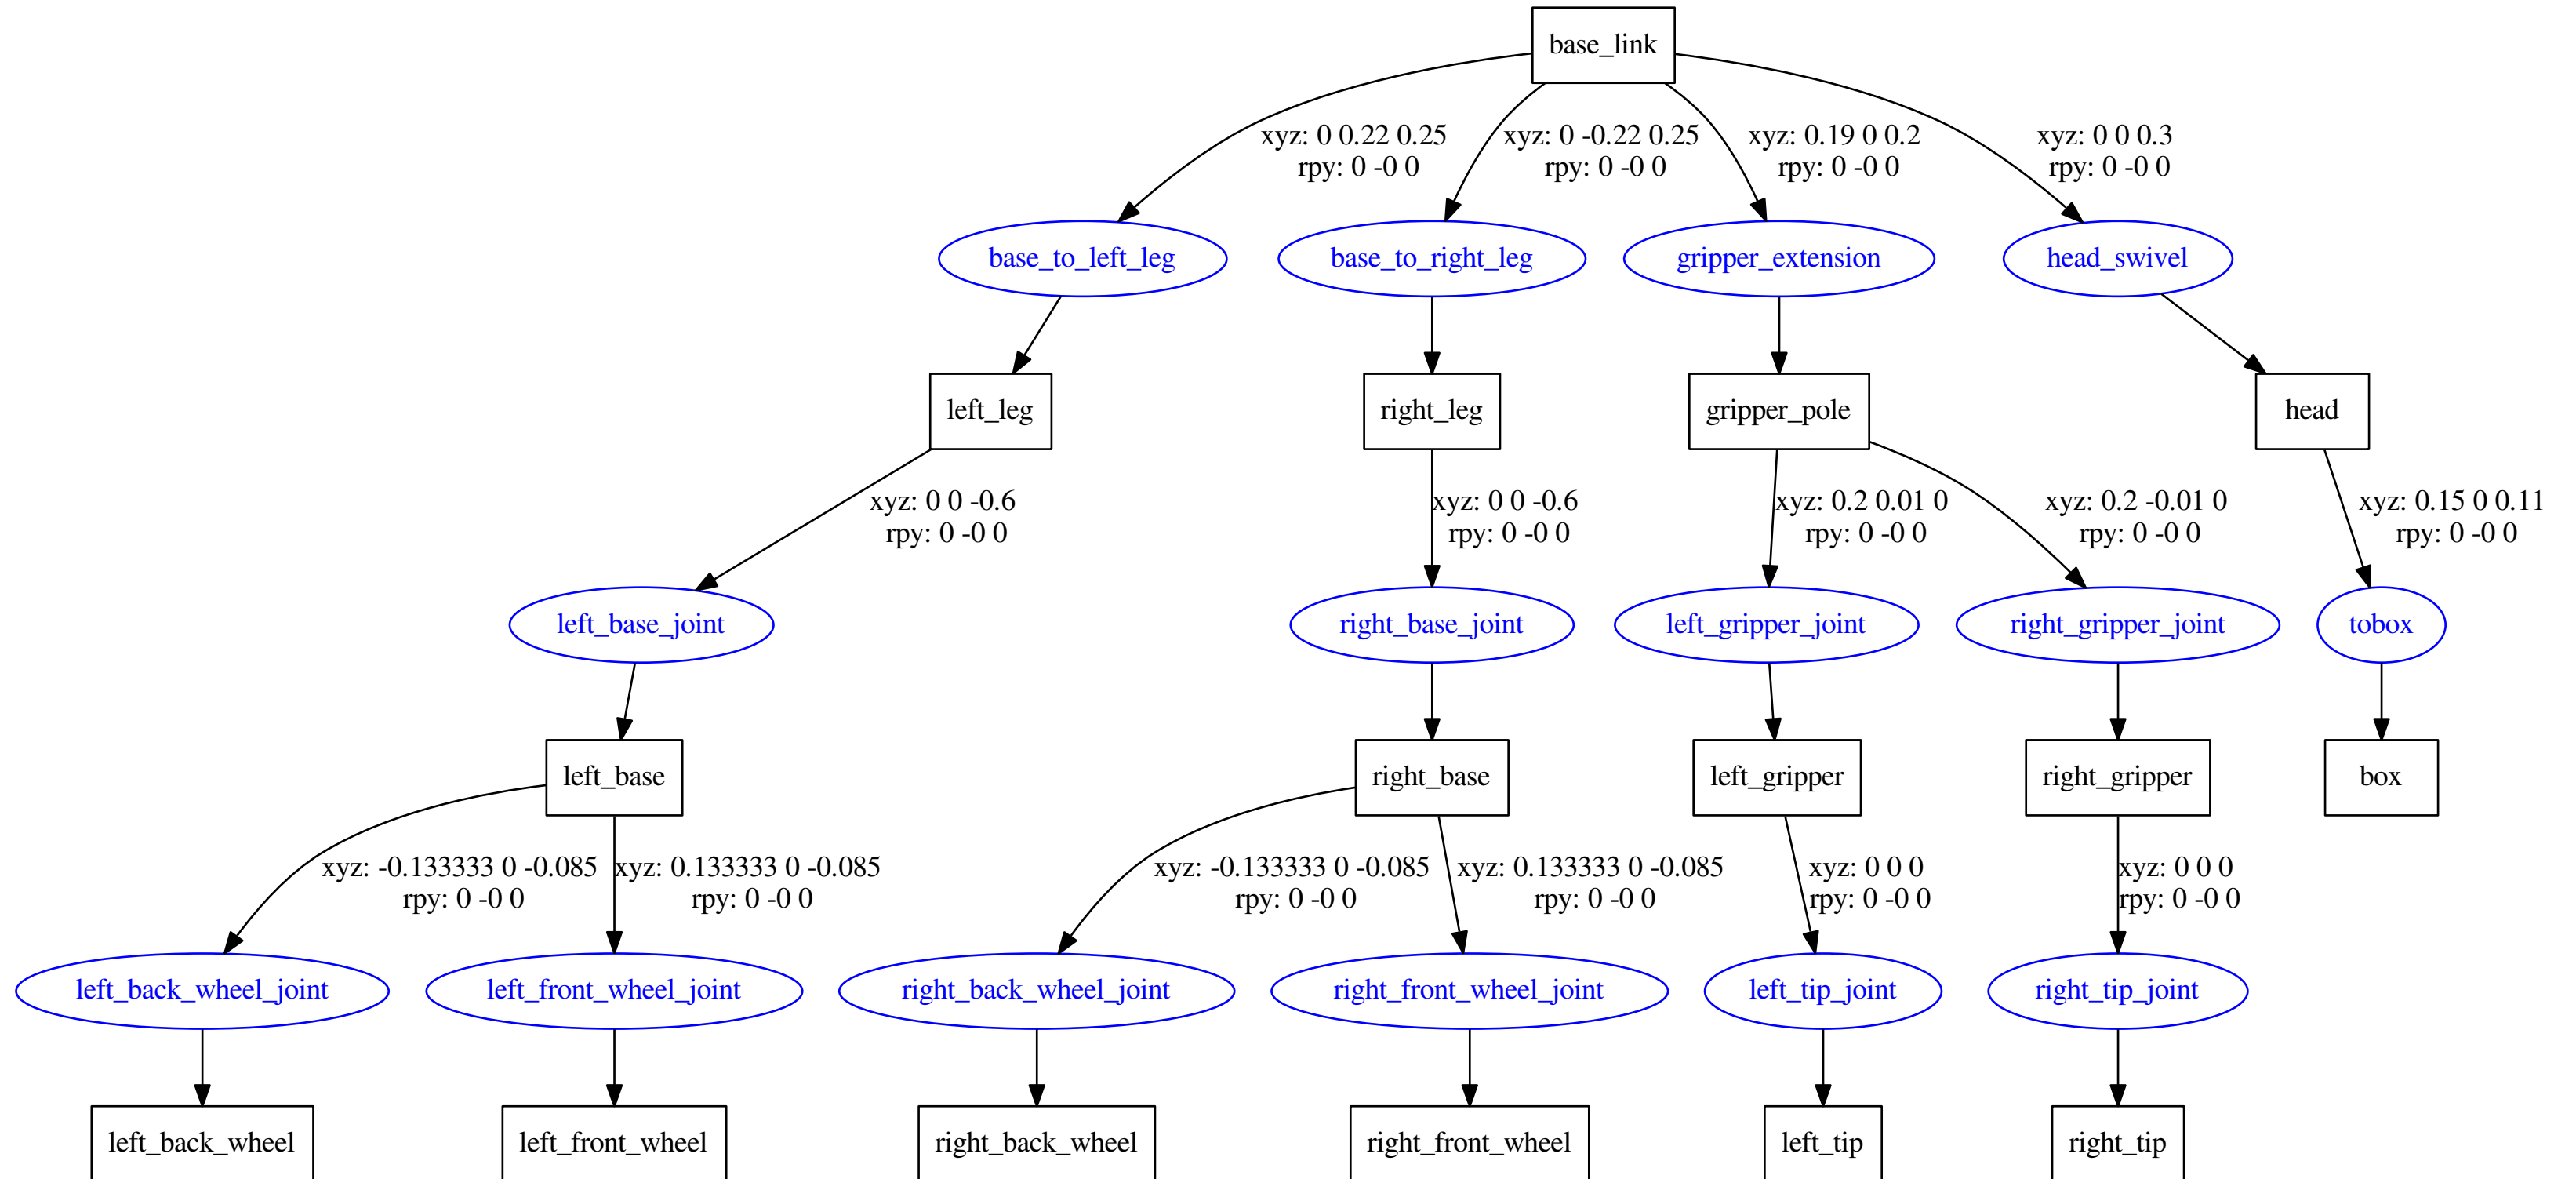 base_link
xyz: 0 0.22 0.25
rpy: 0 -0 0
xyz: 0 -0.22 0.25
rpy: 0 -0 0
xyz: 0.19 0 0.2
rpy: 0 -0 0
xyz: 0 0 0.3
rpy: 0 -0 0
base_to_left_leg
base_to_right_leg
gripper_extension
head_swivel
left_leg
right_leg
gripper_pole
head
xyz: 0 0 -0.6
rpy: 0 -0 0
xyz: 0 0 -0.6
rpy: 0 -0 0
xyz: 0.2 0.01 0
rpy: 0 -0 0
xyz: 0.2 -0.01 0
rpy: 0 -0 0
xyz: 0.15 0 0.11
rpy: 0 -0 0
left_base_joint
right_base_joint
left_gripper_joint
right_gripper_joint
tobox
left_base
right_base
left_gripper
right_gripper
box
xyz: -0.133333 0 -0.085
rpy: 0 -0 0
xyz: 0.133333 0 -0.085
rpy: 0 -0 0
xyz: -0.133333 0 -0.085
rpy: 0 -0 0
xyz: 0.133333 0 -0.085
rpy: 0 -0 0
xyz: 0 0 0
rpy: 0 -0 0
xyz: 0 0 0
rpy: 0 -0 0
left_back_wheel_joint
left_front_wheel_joint
right_back_wheel_joint
right_front_wheel_joint
left_tip_joint
right_tip_joint
left_back_wheel
left_front_wheel
right_back_wheel
right_front_wheel
left_tip
right_tip